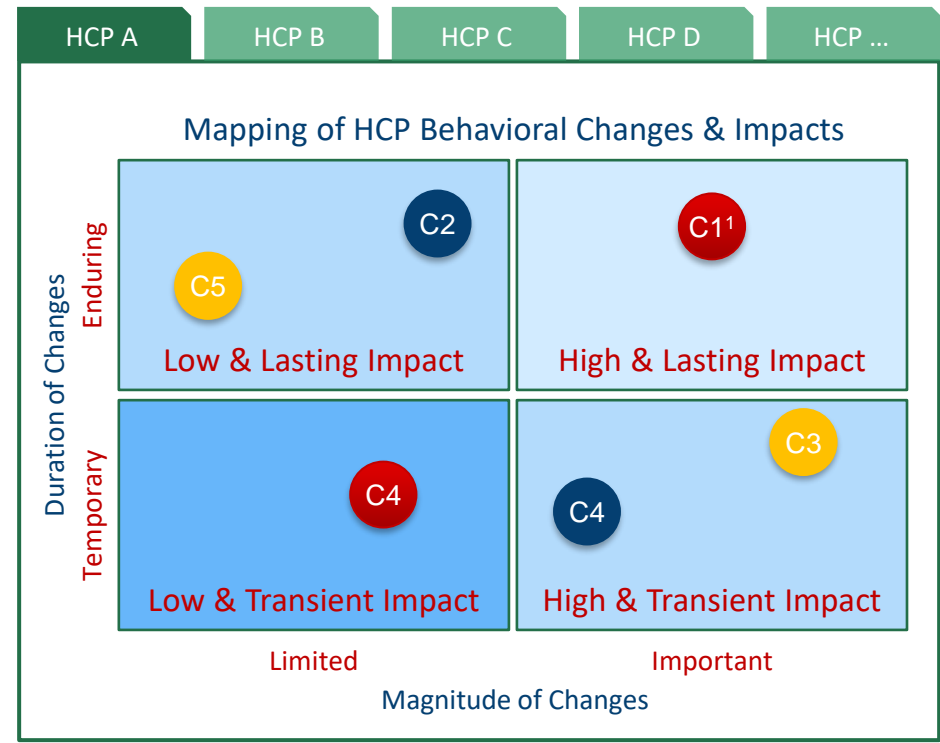 HCP A
HCP B
HCP C
HCP D
HCP ...
Mapping of HCP Behavioral Changes & Impacts
Duration of Changes
Enduring
C5
C2
Low & Lasting Impact
C1¹
High & Lasting Impact
Temporary
C4
Low & Transient Impact
C4
C3
High & Transient Impact
Limited
Important
Magnitude of Changes